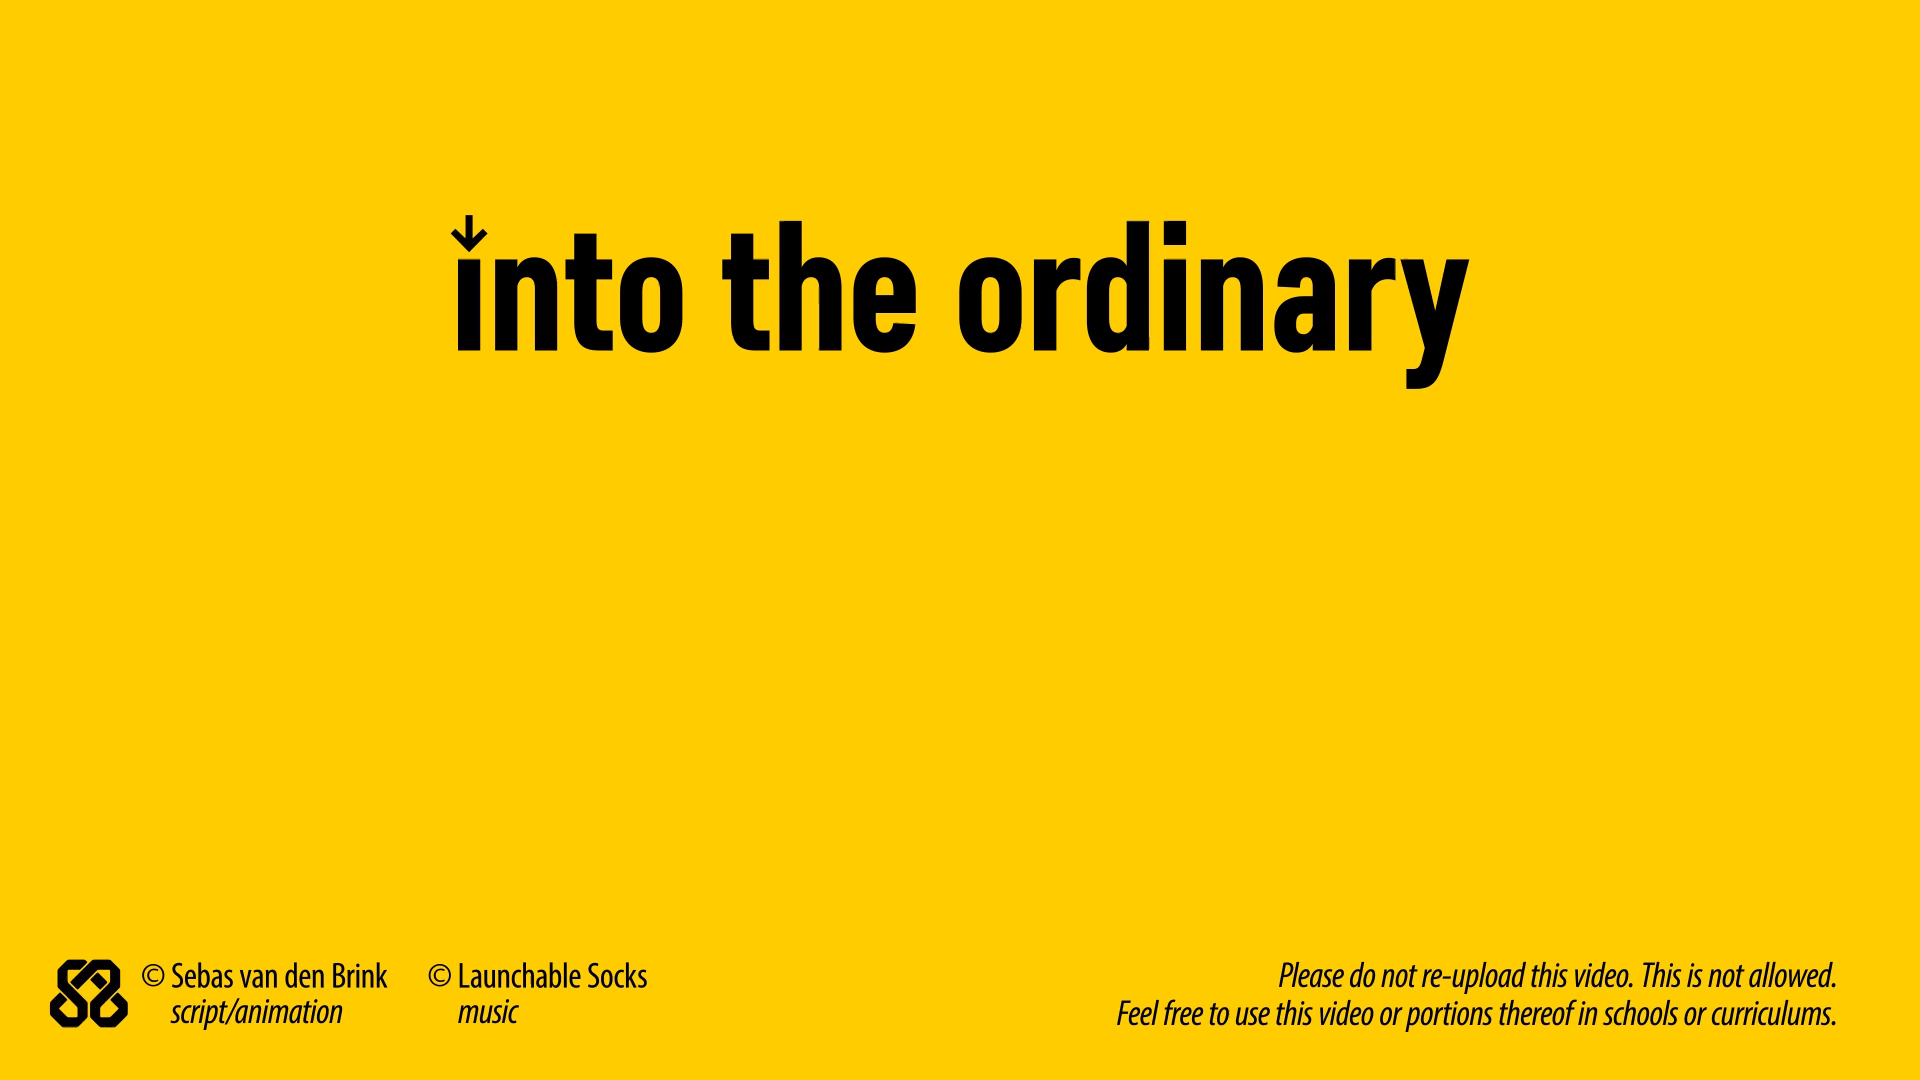 into the ordinary
© Sebas van den Brink
script/animation
© Launchable Socks
music
Please do not re-upload this video. This is not allowed.
Feel free to use this video or portions thereof in schools or curriculums.